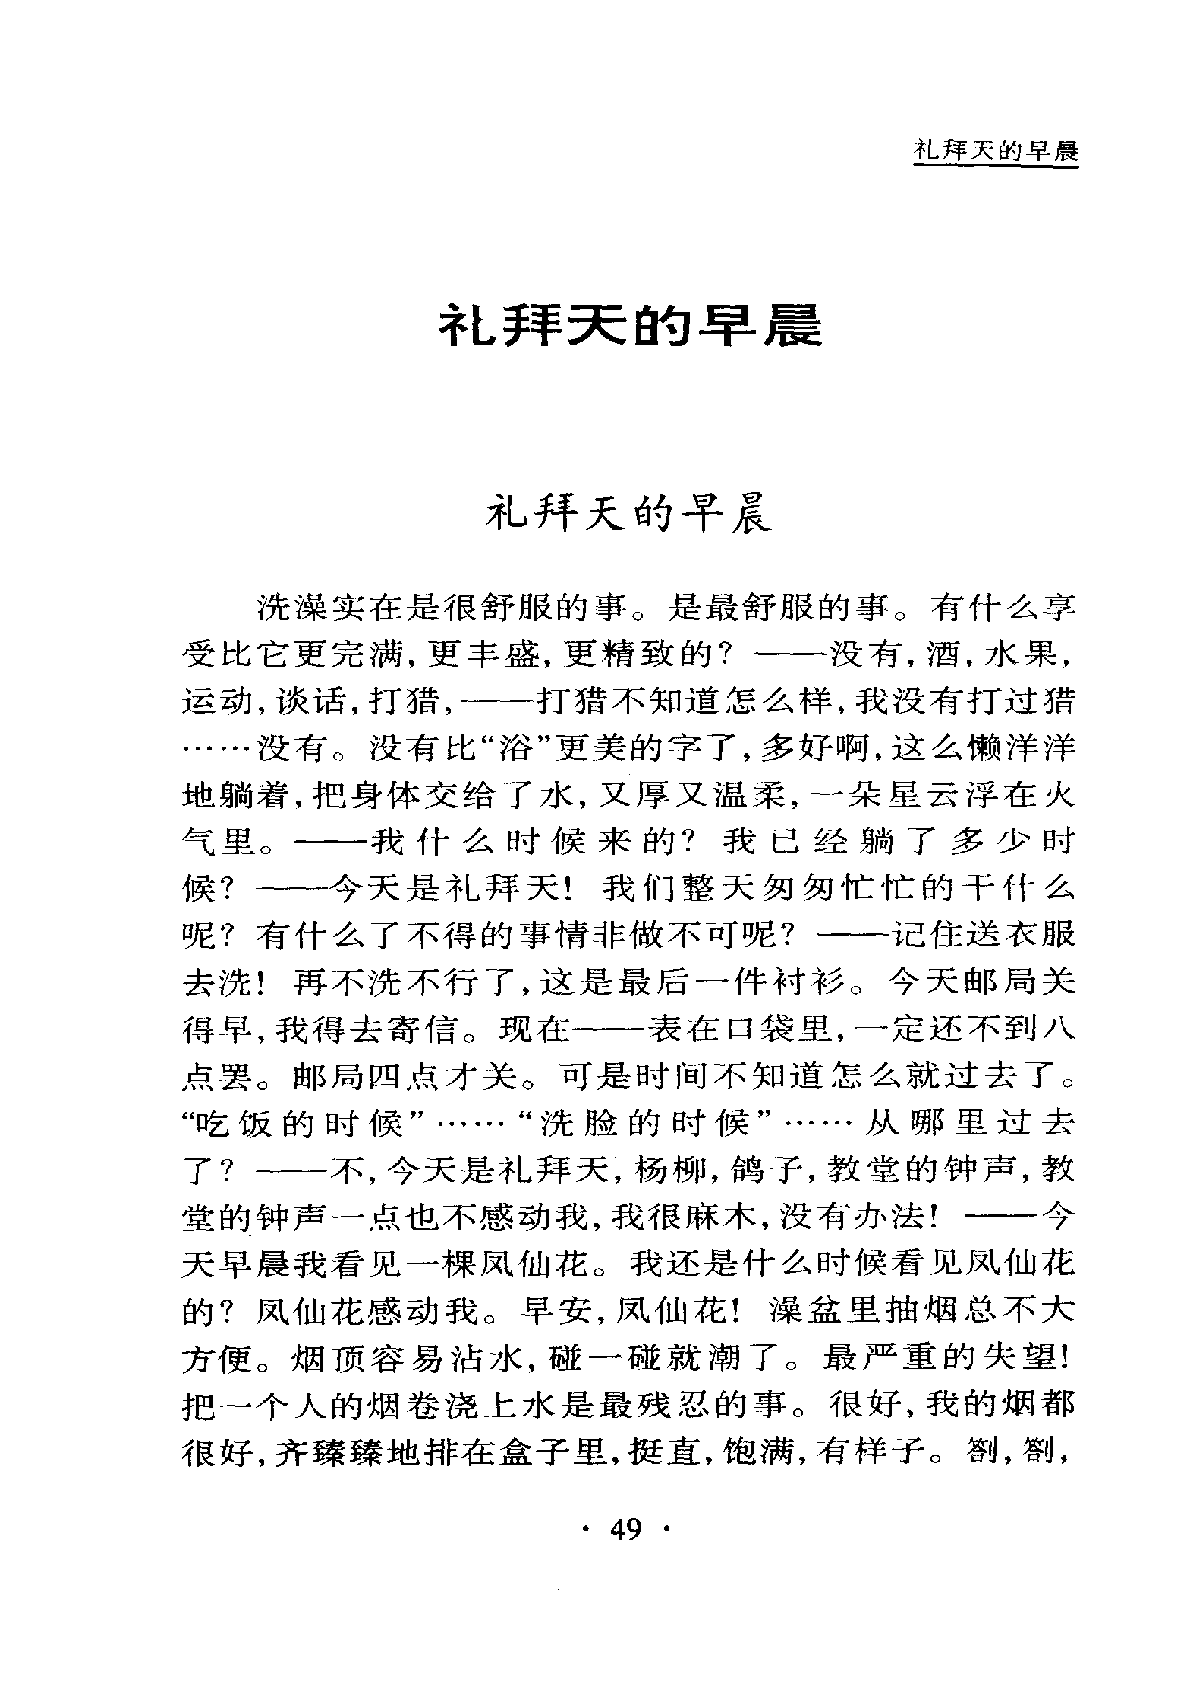 礼拜天的早晨
礼拜天的早晨
礼拜天的早晨
洗澡实在是很舒服的事。是最舒服的事。有什么享
受比它更完满,更丰盛,更精致的?——没有,酒,水果,
运动,谈话,打猎,——打猎不知道怎么样,我没有打过猎
……没有。没有比“浴”更美的字了,多好啊,这么懒洋洋
地躺着,把身体交给了水,又厚又温柔,一朵星云浮在火
气里。——我什么时候来的?我已经躺了多少时
候?——今天是礼拜天!我们整天匆匆忙忙的干什么
呢?有什么了不得的事情非做不可呢?——记住送衣服
去洗!再不洗不行了,这是最后一件衬衫。今天邮局关
得早,我得去寄信。现在——表在口袋里,一定还不到八
点罢。邮局四点才关。可是时间不知道怎么就过去了。
“吃饭的时候”……“洗脸的时候”……从哪里过去
了?——不,今天是礼拜天,杨柳,鸽子,教堂的钟声,教
堂的钟声一点也不感动我,我很麻木,没有办法!——今
天早晨我看见一棵凤仙花。我还是什么时候看见凤仙花
的?凤仙花感动我。早安,凤仙花!澡盆里抽烟总不大
方便。烟顶容易沾水,碰一碰就潮了。最严重的失望!
把一个人的烟卷浇上水是最残忍的事。很好,我的烟都
很好,齐臻臻地排在盒子里,挺直,饱满,有样子。劄,劄,
· 49 ·